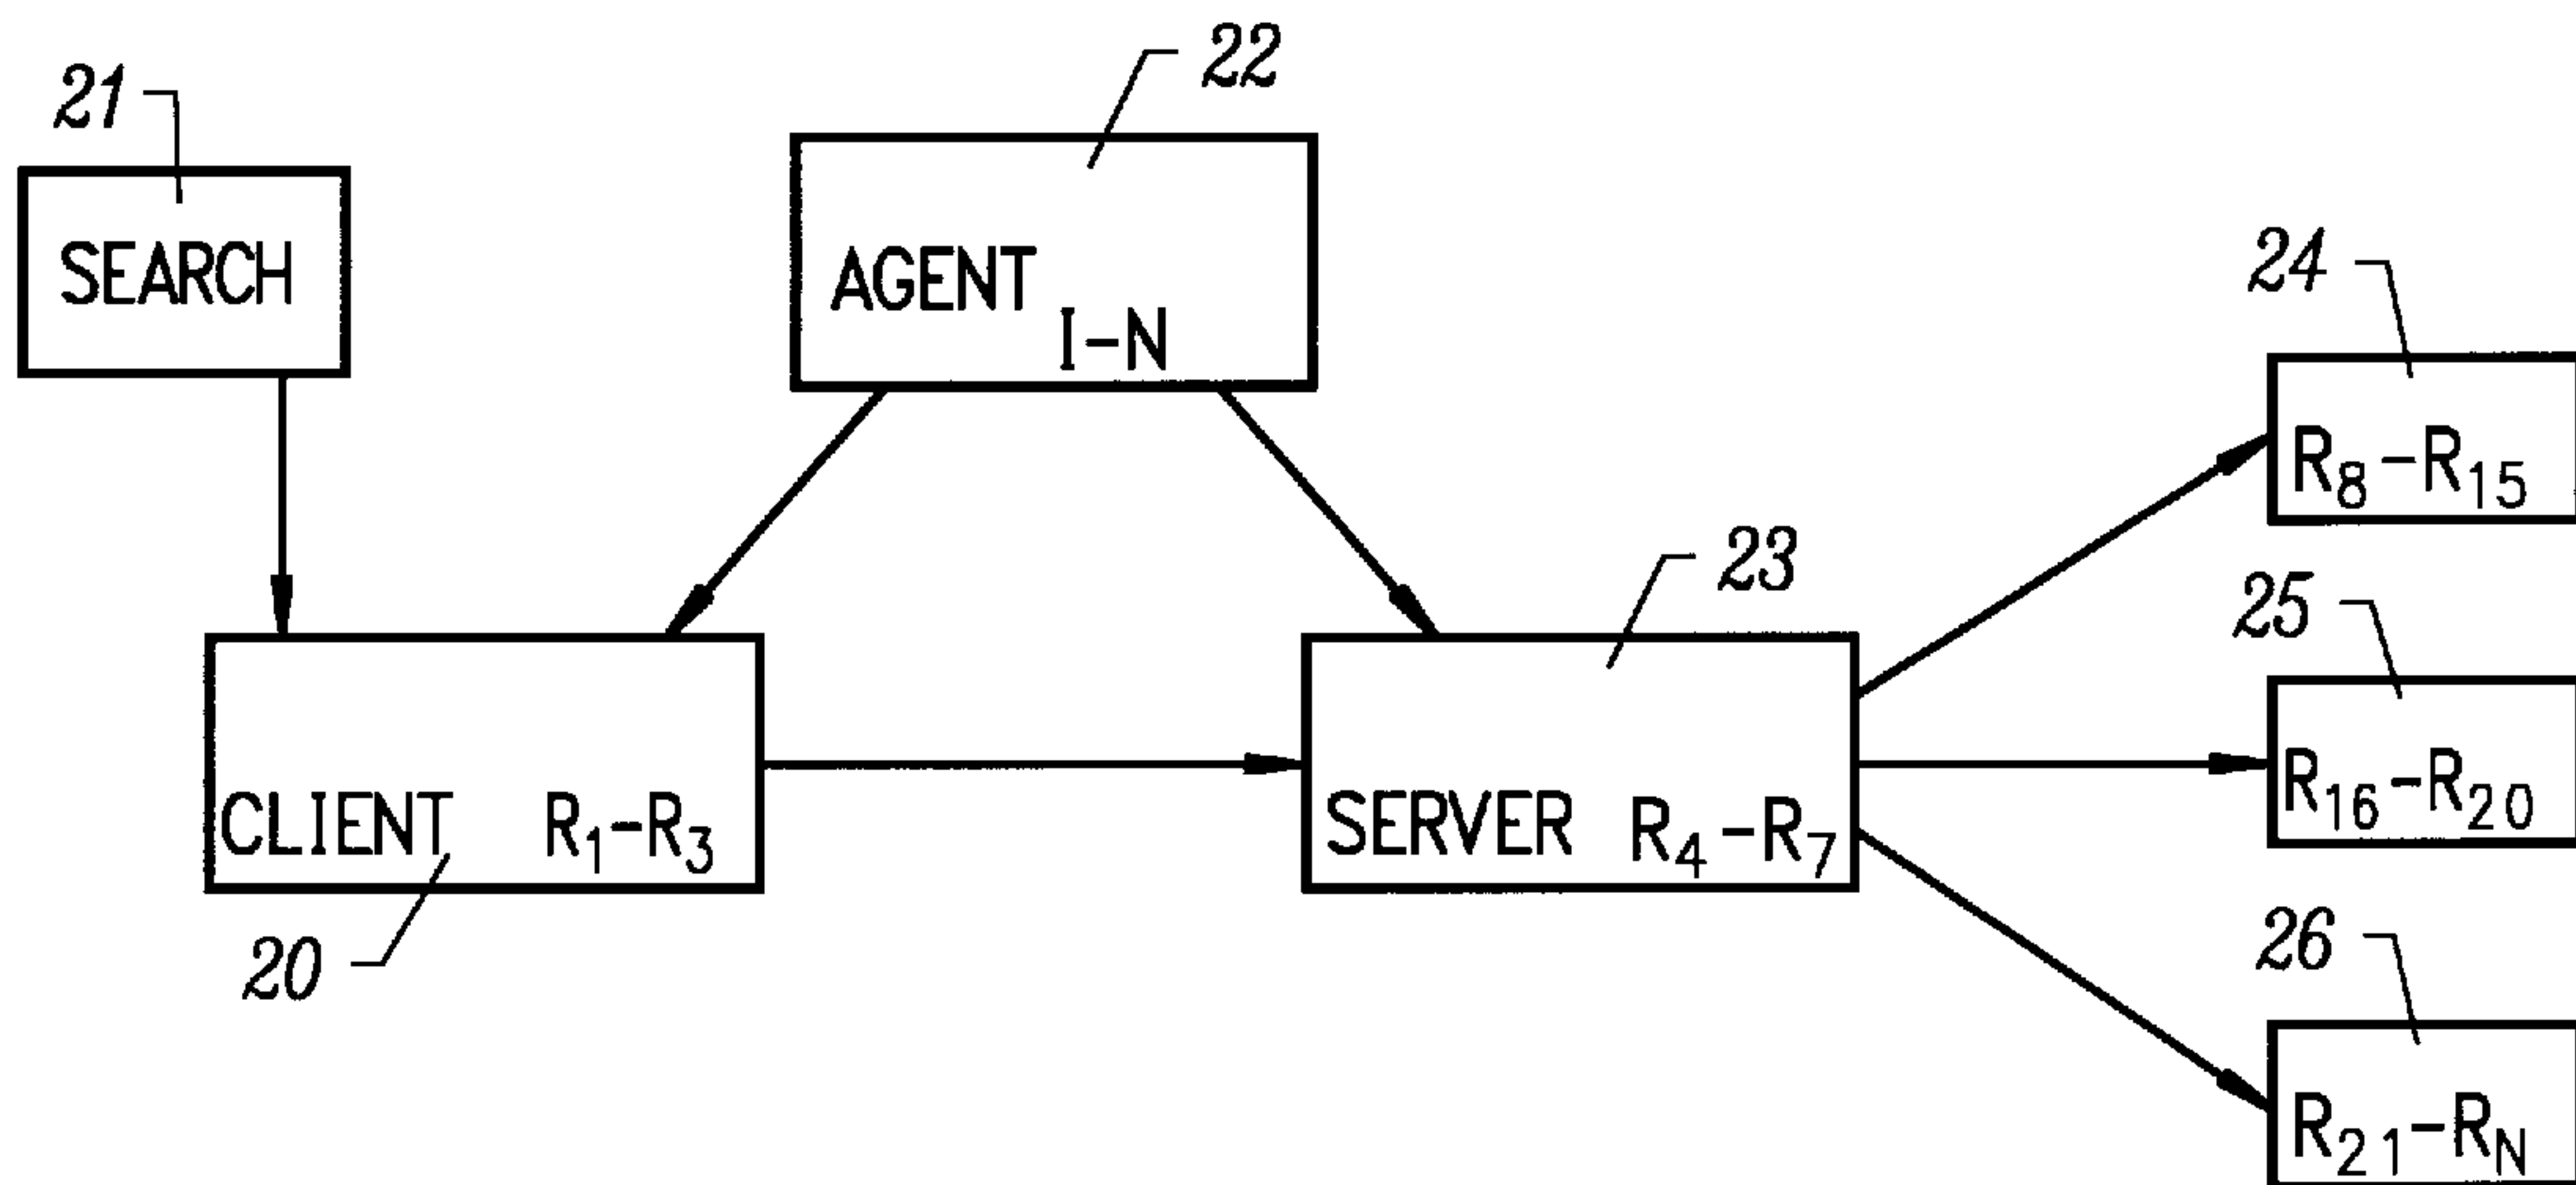 22
21
SEARCH
AGENT
I-N
24
R₈-R₁₅
23
25
CLIENT R₁-R₃
SERVER R₄-R₇
R₁₆-R₂₀
20
26
R₂₁-R_N